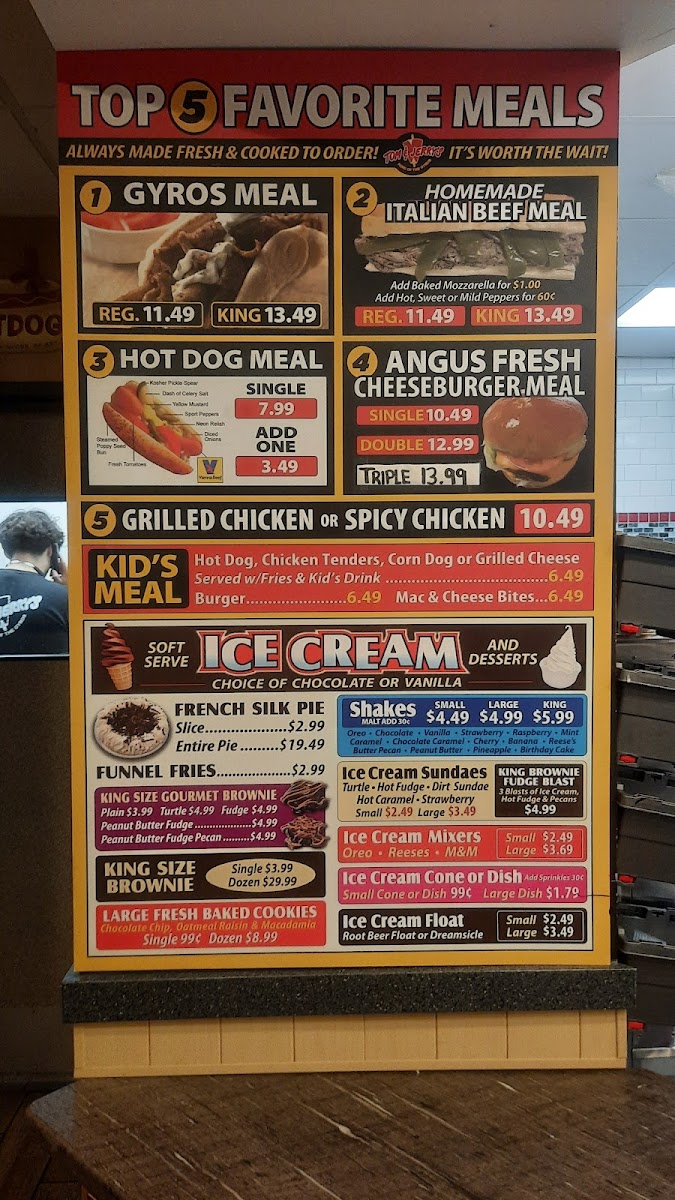 TOP 5 FAVORITE MEALS
ALWAYS MADE FRESH & COOKED TO ORDER! TOM & JERRY'S IT'S WORTH THE WAIT!
1 GYROS MEAL
REG. 11.49 KING 13.49
2 HOMEMADE
ITALIAN BEEF MEAL
Add Baked Mozzarella for $1.00
Add Hot, Sweet or Mild Peppers for 60¢
REG. 11.49 KING 13.49
3 HOT DOG MEAL
Kosher Pickle Spear
Dash of Celery Salt
Yellow Mustard
Sport Peppers
Neon Relish
Diced
Onions
Steamed
Poppy Seed
Bun
Fresh Tomatoes
Vienna Beef
SINGLE
7.99
ADD
ONE
3.49
4 ANGUS FRESH
CHEESEBURGER MEAL
SINGLE 10.49
DOUBLE 12.99
TRIPLE 13.99
5 GRILLED CHICKEN OR SPICY CHICKEN 10.49
KID'S
MEAL
Hot Dog, Chicken Tenders, Corn Dog or Grilled Cheese
Served w/Fries & Kid's Drink ........................................6.49
Burger.......................6.49 Mac & Cheese Bites...6.49
SOFT
SERVE
ICE CREAM
AND
DESSERTS
CHOICE OF CHOCOLATE OR VANILLA
FRENCH SILK PIE
Slice....................$2.99
Entire Pie ..........$19.49
FUNNEL FRIES......................$2.99
KING SIZE GOURMET BROWNIE
Plain $3.99 Turtle $4.99 Fudge $4.99
Peanut Butter Fudge ...................$4.99
Peanut Butter Fudge Pecan .........$4.99
KING SIZE
BROWNIE
Single $3.99
Dozen $29.99
LARGE FRESH BAKED COOKIES
Chocolate Chip, Oatmeal Raisin & Macadamia
Single 99¢ Dozen $8.99
Shakes
MALT ADD 30¢
SMALL LARGE KING
$4.49 $4.99 $5.99
Oreo • Chocolate • Vanilla • Strawberry • Raspberry • Mint
Caramel • Chocolate Caramel • Cherry • Banana • Reese's
Butter Pecan • Peanut Butter • Pineapple • Birthday Cake
Ice Cream Sundaes
Turtle • Hot Fudge • Dirt Sundae
Hot Caramel • Strawberry
Small $2.49 Large $3.49
KING BROWNIE
FUDGE BLAST
3 Blasts of Ice Cream,
Hot Fudge & Pecans
$4.99
Ice Cream Mixers
Oreo • Reeses • M&M
Small $2.49
Large $3.69
Ice Cream Cone or Dish Add Sprinkles 30¢
Small Cone or Dish 99¢ Large Dish $1.79
Ice Cream Float
Root Beer Float or Dreamsicle
Small $2.49
Large $3.49